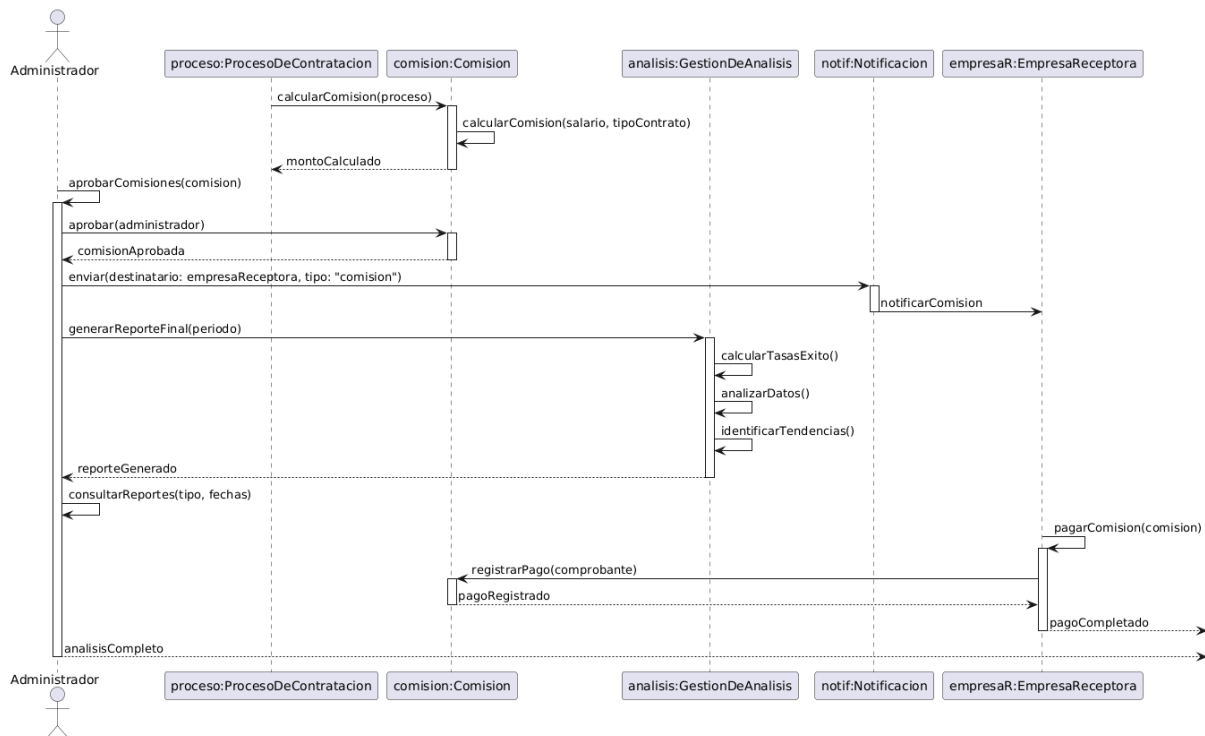 Administrador
proceso:ProcesoDeContratacion
comision:Comision
analisis:GestionDeAnalisis
notif:Notificacion
empresaR:EmpresaReceptora
calcularComision(proceso)
calcularComision(salario, tipoContrato)
montoCalculado
aprobarComisiones(comision)
aprobar(administrador)
comisionAprobada
enviar(destinatario: empresaReceptora, tipo: "comision")
notificarComision
generarReporteFinal(periodo)
calcularTasasExito()
analizarDatos()
identificarTendencias()
reporteGenerado
consultarReportes(tipo, fechas)
pagarComision(comision)
registrarPago(comprobante)
pagoRegistrado
pagoCompletado
analisisCompleto
Administrador
proceso:ProcesoDeContratacion
comision:Comision
analisis:GestionDeAnalisis
notif:Notificacion
empresaR:EmpresaReceptora